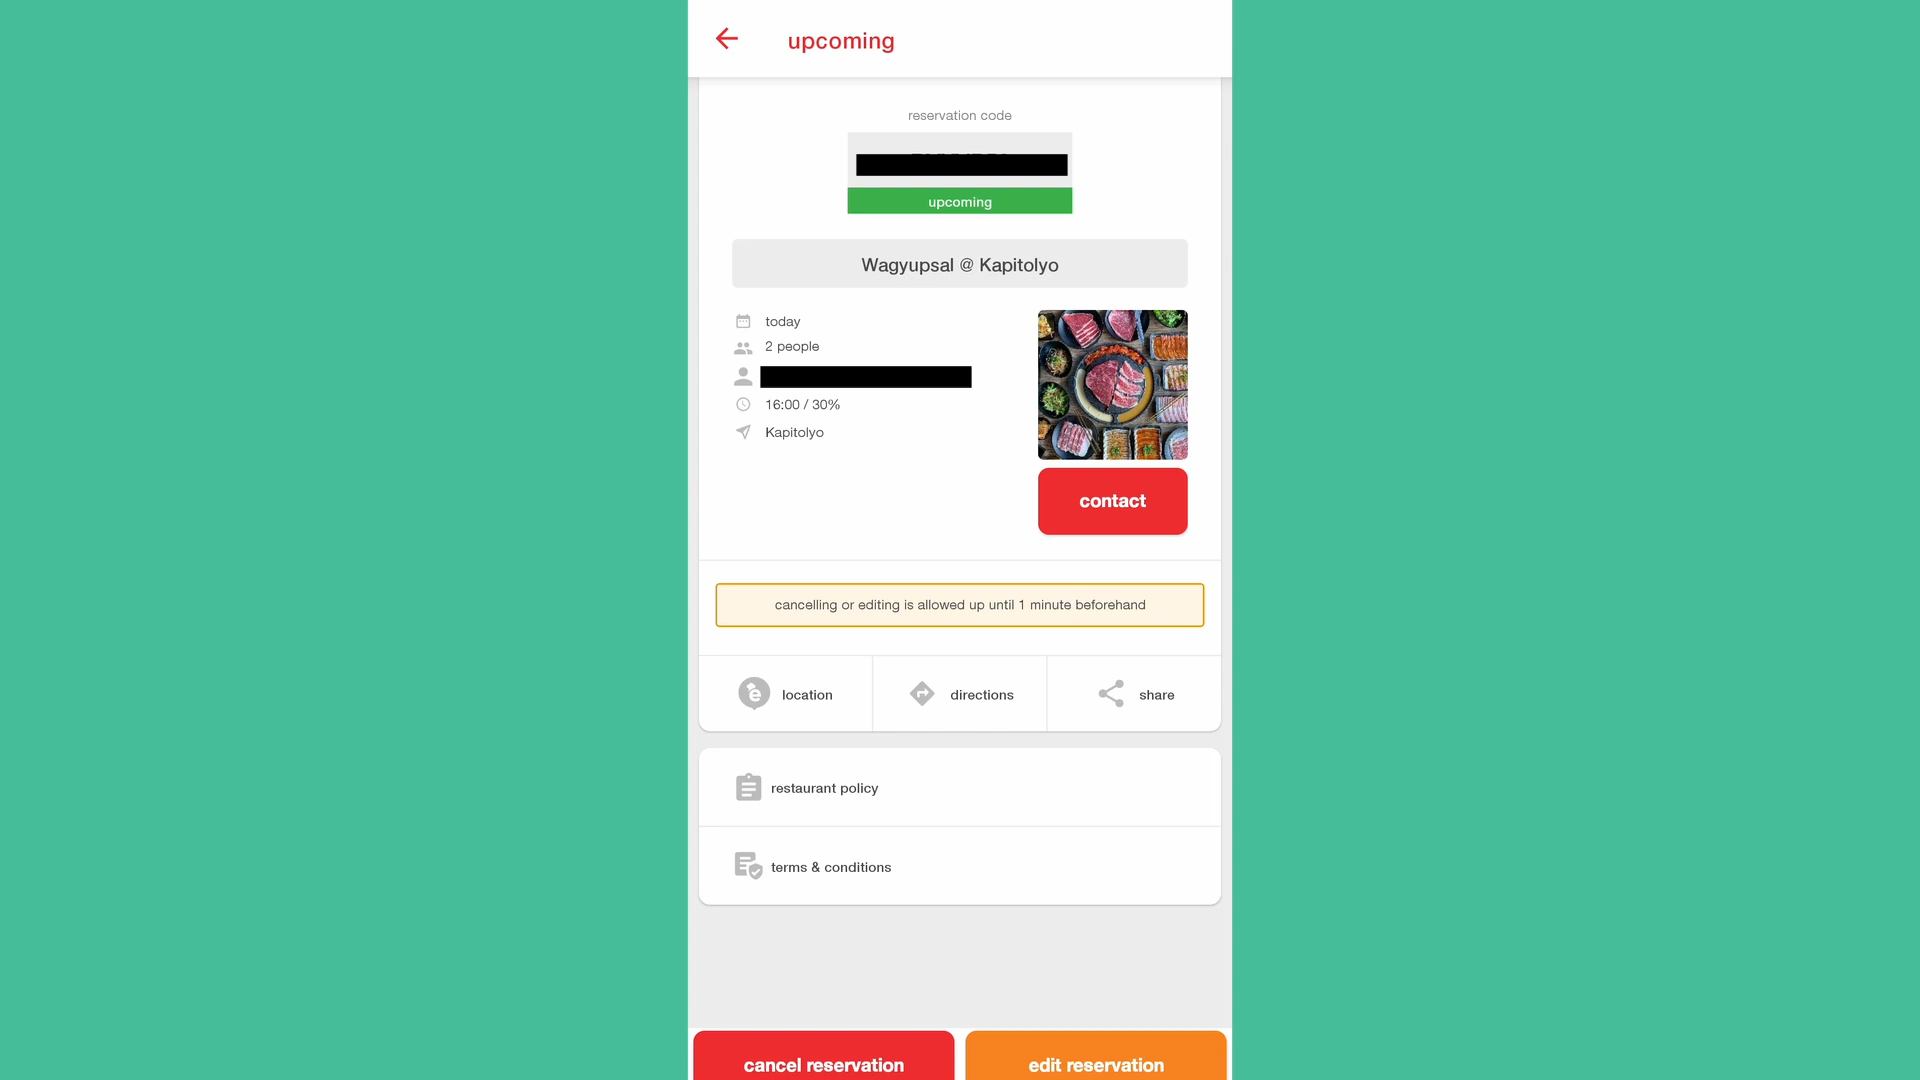 upcoming
reservation code
upcoming
Wagyupsal @ Kapitolyo
today
2 people
16:00 / 30%
Kapitolyo
contact
cancelling or editing is allowed up until 1 minute beforehand
location
directions
share
restaurant policy
terms & conditions
cancel reservation
edit reservation